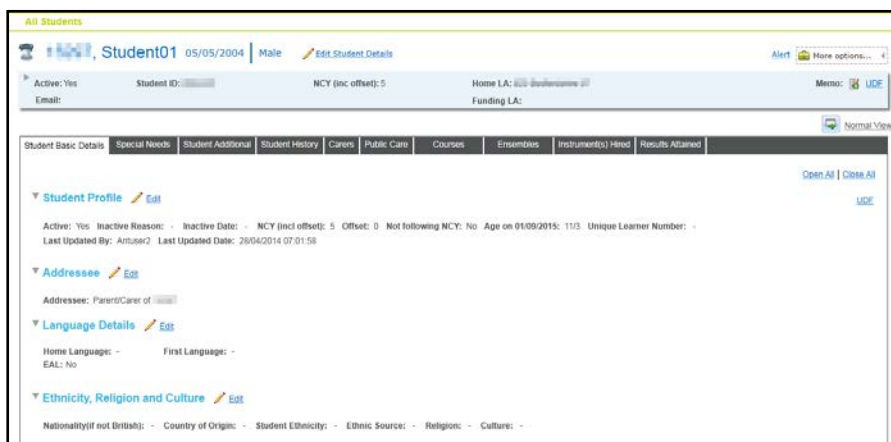 All Students
, Student01 05/05/2004 Male Edit Student Details Alert More options...
Active: Yes Student ID: NCY (inc offset): 5 Home LA: Memo: UDF
Email: Funding LA:
Normal View
Student Basic Details Special Needs Student Additional Student History Carers Public Care Courses Ensembles Instrument(s) Hired Results Attained
Open All | Close All
Student Profile Edit UDF
Active: Yes Inactive Reason: - Inactive Date: - NCY (incl offset): 5 Offset: 0 Not following NCY: No Age on 01/09/2015: 11/3 Unique Learner Number: -
Last Updated By: Antuser2 Last Updated Date: 28/04/2014 07:01:58
Addressee Edit
Addressee: Parent/Carer of
Language Details Edit
Home Language: - First Language: -
EAL: No
Ethnicity, Religion and Culture Edit
Nationality(if not British): - Country of Origin: - Student Ethnicity: - Ethnic Source: - Religion: - Culture: -